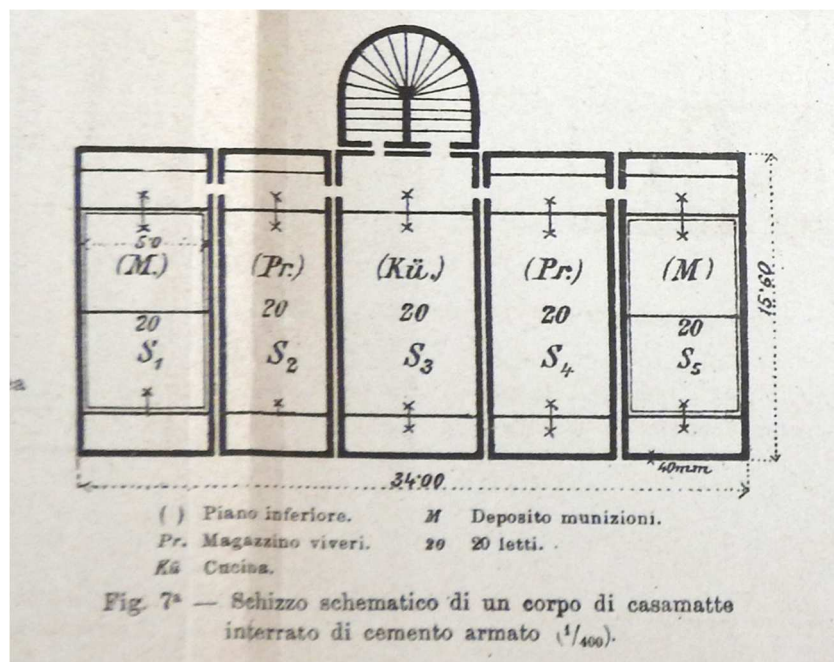 50
(M.) (Pr.) (Kü.) (Pr.) (M)
20 20 20 20 20
S₁ S₂ S₃ S₄ S₅
15·60
40mm
34·00
( ) Piano inferiore. M Deposito munizioni.
Pr. Magazzino viveri. 20 20 letti.
Kü Cucina.
Fig. 7ª — Schizzo schematico di un corpo di casamatte
interrato di cemento armato (¹/₄₀₀).